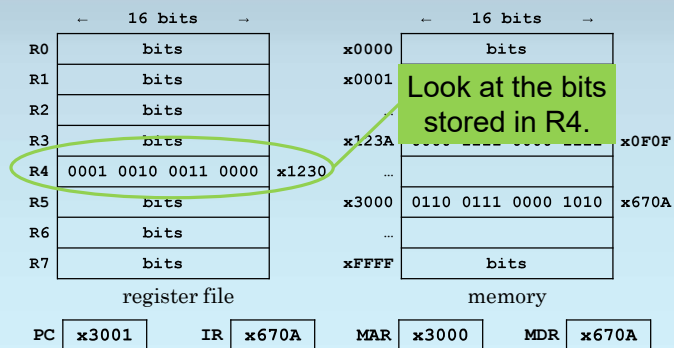 ← 16 bits →
R0 bits
R1 bits
R2 bits
R3 bits
R4 0001 0010 0011 0000 x1230
R5 bits
R6
R7 bits
register file
← 16 bits →
x0000 bits
x0001
Look at the bits
stored in R4.
x123A x0F0F
…
x3000 0110 0111 0000 1010 x670A
…
xFFFF bits
memory
PC x3001 IR x670A MAR x3000 MDR x670A